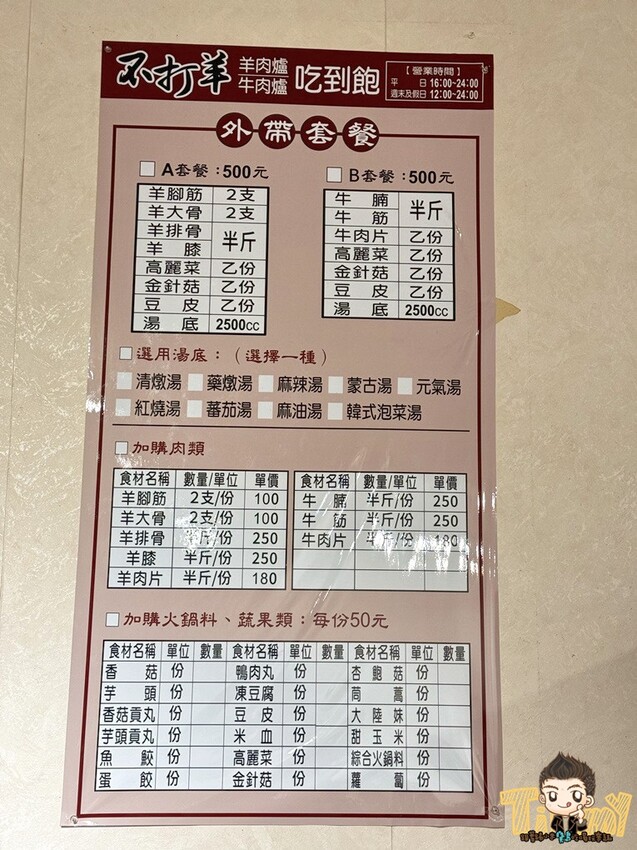 不打羊 羊肉爐 牛肉爐 吃到飽
【營業時間】
平 日 16:00~24:00
週末及假日 12:00~24:00
外帶套餐
A套餐：500元
羊腳筋 2支
羊大骨 2支
羊排骨 半斤
羊膝
高麗菜 乙份
金針菇 乙份
豆皮 乙份
湯底 2500cc
B套餐：500元
牛腩 半斤
牛筋
牛肉片 乙份
高麗菜 乙份
金針菇 乙份
豆皮 乙份
湯底 2500cc
選用湯底：（選擇一種）
清燉湯 藥燉湯 麻辣湯 蒙古湯 元氣湯
紅燒湯 蕃茄湯 麻油湯 韓式泡菜湯
加購肉類
食材名稱 數量/單位 單價
羊腳筋 2支/份 100
羊大骨 2支/份 100
羊排骨 半斤/份 250
羊膝 半斤/份 250
羊肉片 半斤/份 180
食材名稱 數量/單位 單價
牛腩 半斤/份 250
牛筋 半斤/份 250
牛肉片 半斤/份 180
加購火鍋料、蔬果類：每份50元
食材名稱 單位 數量 食材名稱 單位 數量 食材名稱 單位 數量
香菇 份 鴨肉丸 份 杏鮑菇 份
芋頭 份 凍豆腐 份 茼蒿 份
香菇貢丸 份 豆皮 份 大陸妹 份
芋頭貢丸 份 米血 份 甜玉米 份
魚餃 份 高麗菜 份 綜合火鍋料 份
蛋餃 份 金針菇 份 蘿蔔 份